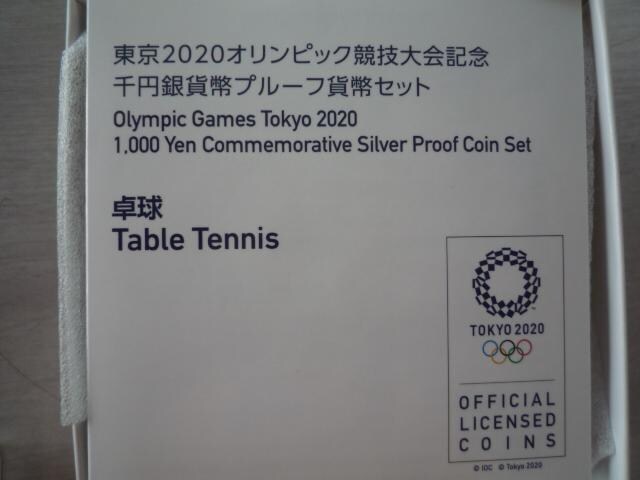 東京2020オリンピック競技大会記念
千円銀貨幣プルーフ貨幣セット
Olympic Games Tokyo 2020
1,000 Yen Commemorative Silver Proof Coin Set
卓球
Table Tennis
TOKYO 2020
OFFICIAL
LICENSED
COINS
© IOC © Tokyo 2020